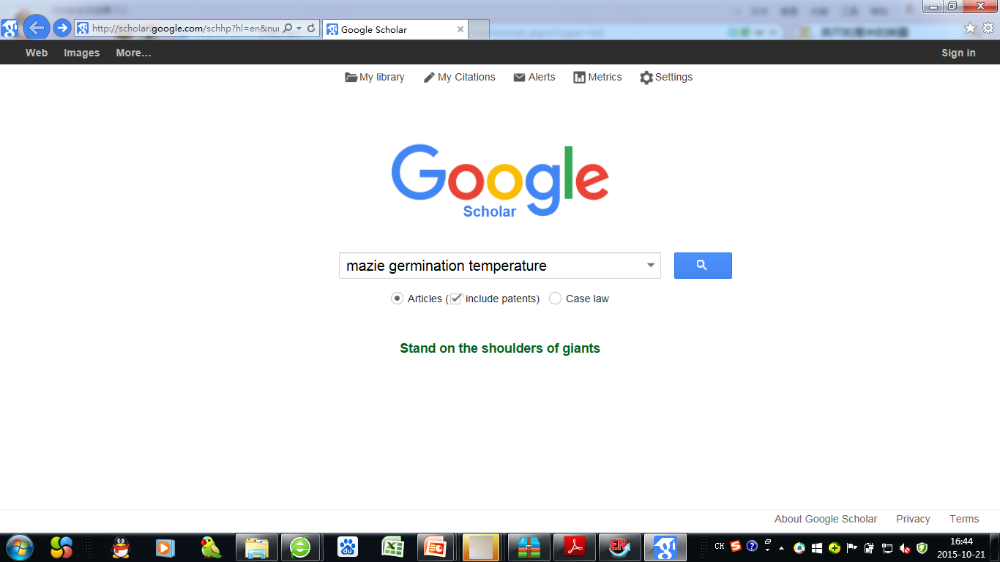 http://scholar.google.com/schhp?hl=en&nu
Google Scholar
Web Images More… Sign in
My library My Citations Alerts Metrics Settings
Google
Scholar
mazie germination temperature
Articles ( include patents) Case law
Stand on the shoulders of giants
About Google Scholar Privacy Terms
CH
16:44
2015-10-21